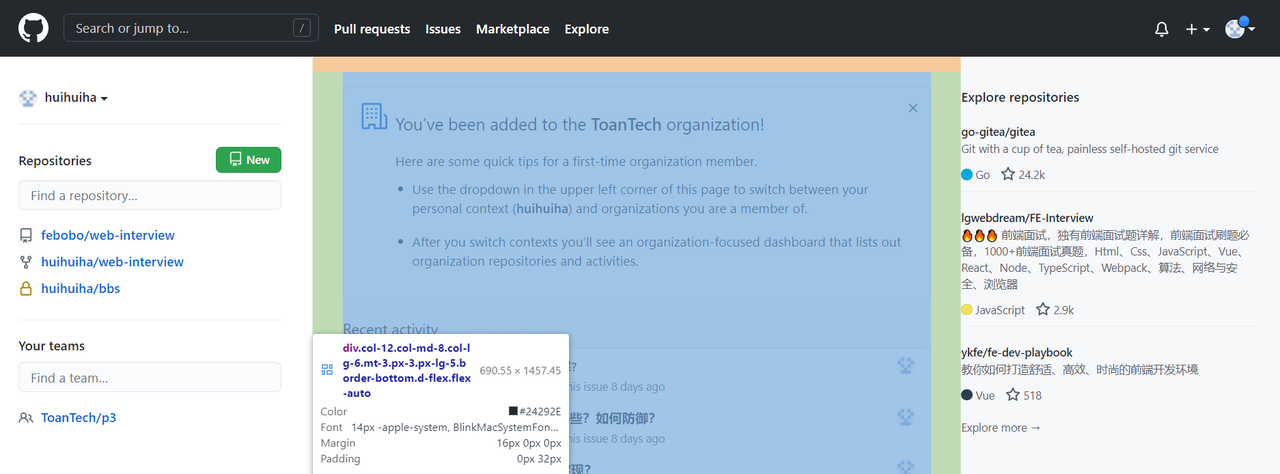 Search or jump to...
/
Pull requests
Issues
Marketplace
Explore
huihuiha
Repositories
New
Find a repository...
febobo/web-interview
huihuiha/web-interview
huihuiha/bbs
Your teams
Find a team...
ToanTech/p3
You've been added to the ToanTech organization!
Here are some quick tips for a first-time organization member.
Use the dropdown in the upper left corner of this page to switch between your
personal context (huihuiha) and organizations you are a member of.
After you switch contexts you'll see an organization-focused dashboard that lists out
organization repositories and activities.
Recent activity
his issue 8 days ago
些？如何防御？
his issue 8 days ago
div.col-12.col-md-8.col-l
g-6.mt-3.px-3.px-lg-5.b
order-bottom.d-flex.flex
-auto
690.55 × 1457.45
Color
#24292E
Font
14px -apple-system, BlinkMacSystemFon...
Margin
16px 0px 0px
Padding
0px 32px
Explore repositories
go-gitea/gitea
Git with a cup of tea, painless self-hosted git service
Go
24.2k
lgwebdream/FE-Interview
🔥🔥🔥 前端面试，独有前端面试题详解，前端面试刷题必
备，1000+前端面试真题，Html、Css、JavaScript、Vue、
React、Node、TypeScript、Webpack、算法、网络与安
全、浏览器
JavaScript
2.9k
ykfe/fe-dev-playbook
教你如何打造舒适、高效、时尚的前端开发环境
Vue
518
Explore more →